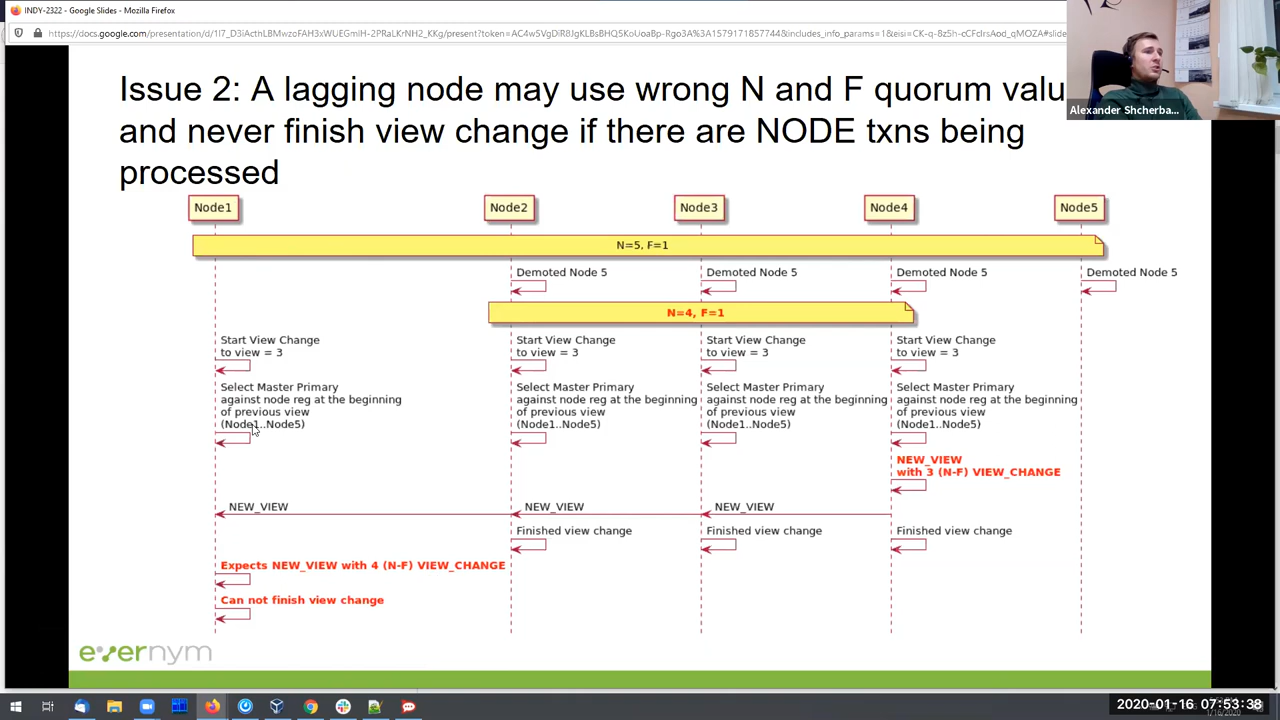 INDY-2322 - Google Slides - Mozilla Firefox
Issue 2: A lagging node may use wrong N and F quorum valu
and never finish view change if there are NODE txns being
processed
Alexander Shcherba...
Node1 Node2 Node3 Node4 Node5
N=5, F=1
Demoted Node 5 Demoted Node 5 Demoted Node 5 Demoted Node 5
N=4, F=1
Start View Change Start View Change Start View Change Start View Change
to view = 3 to view = 3 to view = 3 to view = 3
Select Master Primary Select Master Primary Select Master Primary Select Master Primary
against node reg at the beginning against node reg at the beginning against node reg at the beginning against node reg at the beginning
of previous view of previous view of previous view of previous view
(Node1..Node5) (Node1..Node5) (Node1..Node5) (Node1..Node5)
NEW_VIEW
with 3 (N-F) VIEW_CHANGE
NEW_VIEW NEW_VIEW NEW_VIEW
Finished view change Finished view change Finished view change
Expects NEW_VIEW with 4 (N-F) VIEW_CHANGE
Can not finish view change
evernym
2020-01-16 07:53:38